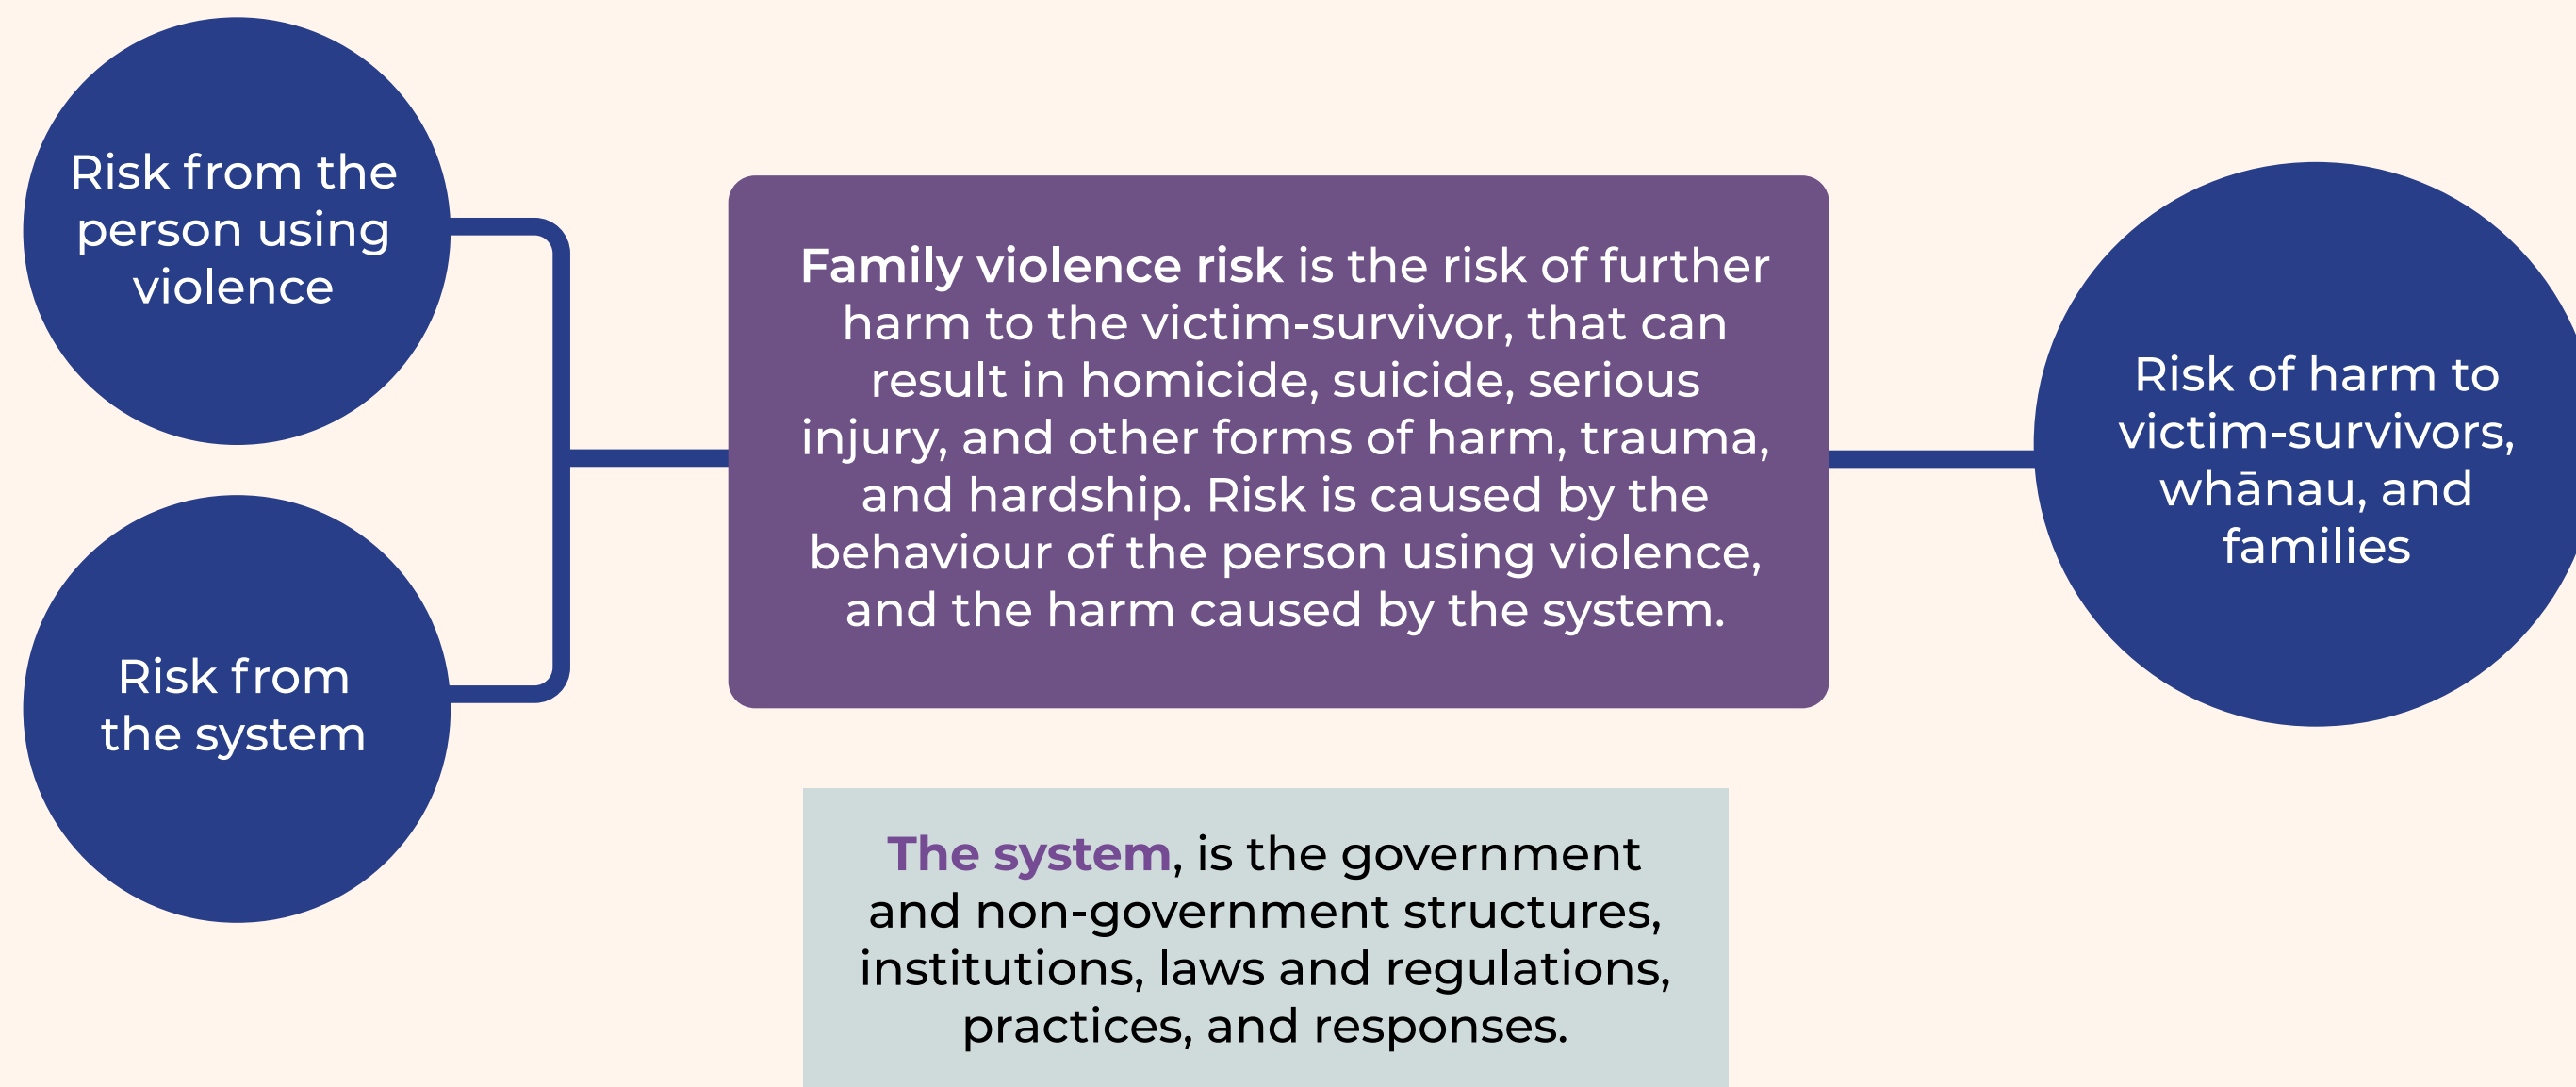 Risk from the
person using
violence
Risk from
the system
Family violence risk is the risk of further
harm to the victim-survivor, that can
result in homicide, suicide, serious
injury, and other forms of harm, trauma,
and hardship. Risk is caused by the
behaviour of the person using violence,
and the harm caused by the system.
The system, is the government
and non-government structures,
institutions, laws and regulations,
practices, and responses.
Risk of harm to
victim-survivors,
whānau, and
families